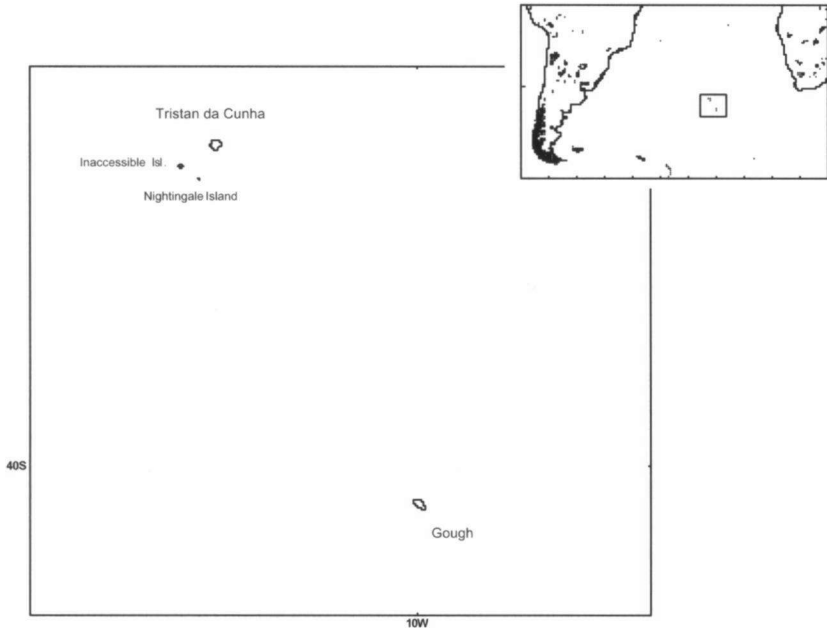 Tristan da Cunha
Inaccessible Isl.
Nightingale Island
40S
Gough
10W